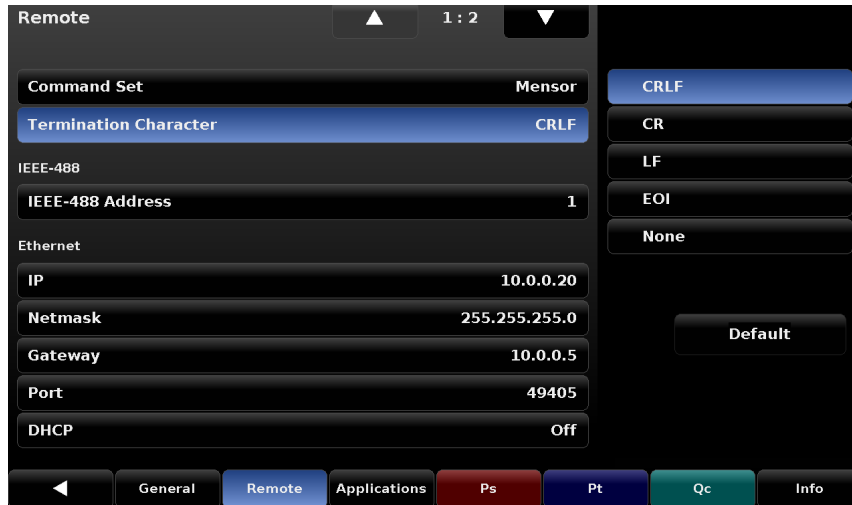 Remote 1 : 2
Command Set Mensor
Termination Character CRLF
IEEE-488
IEEE-488 Address 1
Ethernet
IP 10.0.0.20
Netmask 255.255.255.0
Gateway 10.0.0.5
Port 49405
DHCP Off
CRLF
CR
LF
EOI
None
Default
General Remote Applications Ps Pt Qc Info